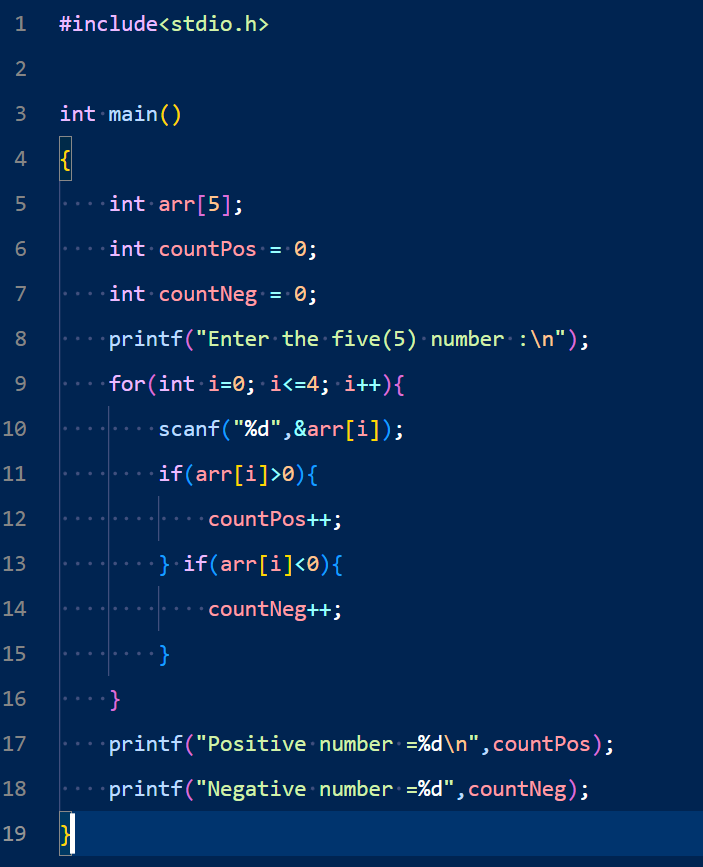 1 #include<stdio.h>
2
3 int main()
4 {
5     int arr[5];
6     int countPos = 0;
7     int countNeg = 0;
8     printf("Enter the five(5) number :\n");
9     for(int i=0; i<=4; i++){
10         scanf("%d",&arr[i]);
11         if(arr[i]>0){
12             countPos++;
13         } if(arr[i]<0){
14             countNeg++;
15         }
16     }
17     printf("Positive number =%d\n",countPos);
18     printf("Negative number =%d",countNeg);
19 }